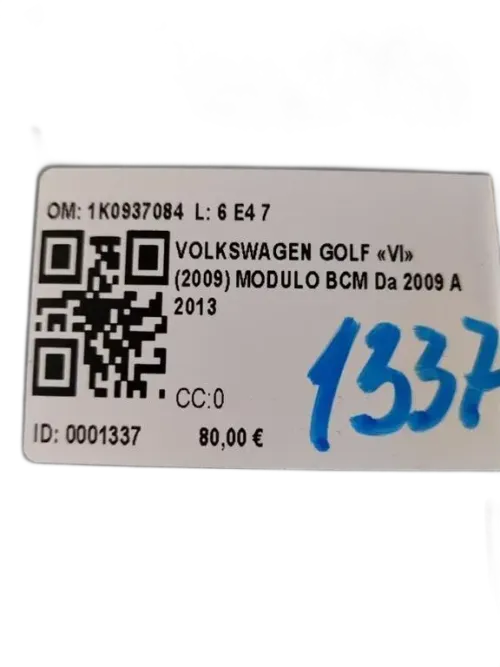 OM: 1K0937084 L: 6 E4 7
VOLKSWAGEN GOLF «VI»
(2009) MODULO BCM Da 2009 A
2013
CC:0
1337
ID: 0001337 80,00 €